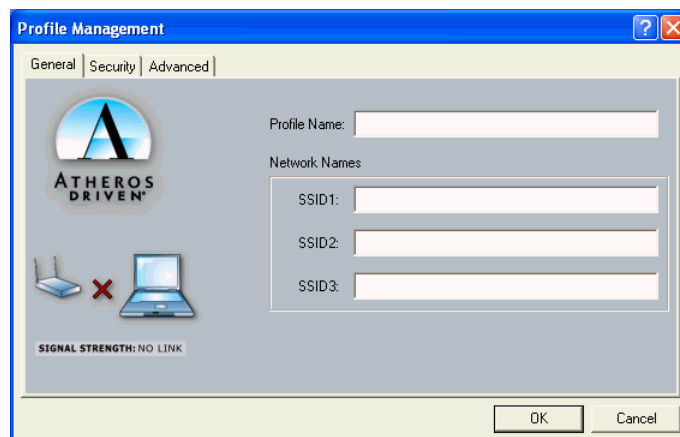 Profile Management
General Security Advanced
ATHEROS
DRIVEN
Profile Name:
Network Names
SSID1:
SSID2:
SSID3:
SIGNAL STRENGTH: NO LINK
OK Cancel